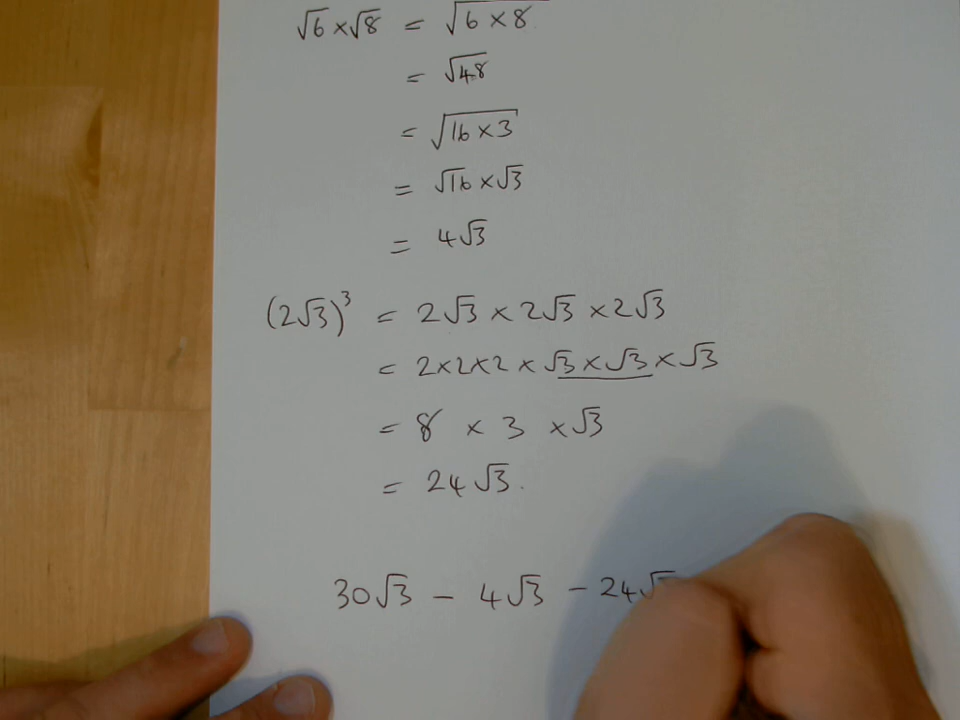 √6 × √8 = √(6 × 8)
= √48
= √(16 × 3)
= √16 × √3
= 4√3
(2√3)³ = 2√3 × 2√3 × 2√3
= 2×2×2 × √3 × √3 × √3
= 8 × 3 × √3
= 24√3.
30√3 − 4√3 − 24√